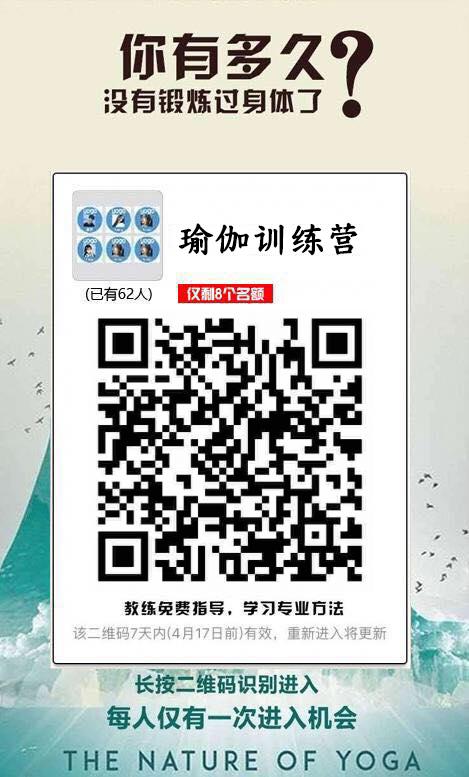 你有多久?
没有锻炼过身体了
瑜伽训练营
(已有62人)
仅剩8个名额
教练免费指导，学习专业方法
该二维码7天内(4月17日前)有效，重新进入将更新
长按二维码识别进入
每人仅有一次进入机会
THE NATURE OF YOGA